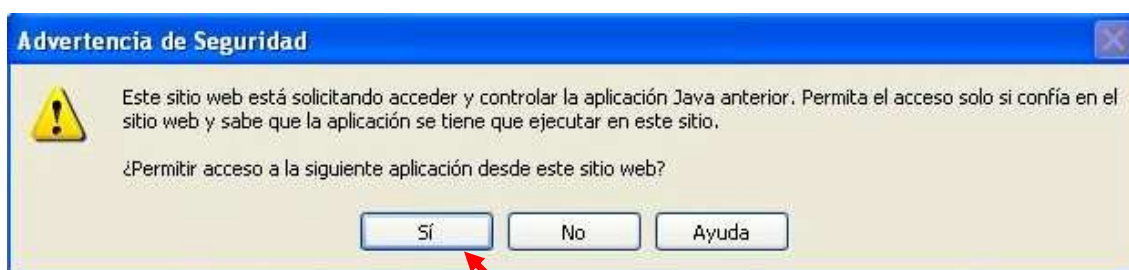 Advertencia de Seguridad
Este sitio web está solicitando acceder y controlar la aplicación Java anterior. Permita el acceso solo si confía en el
sitio web y sabe que la aplicación se tiene que ejecutar en este sitio.
¿Permitir acceso a la siguiente aplicación desde este sitio web?
Sí No Ayuda